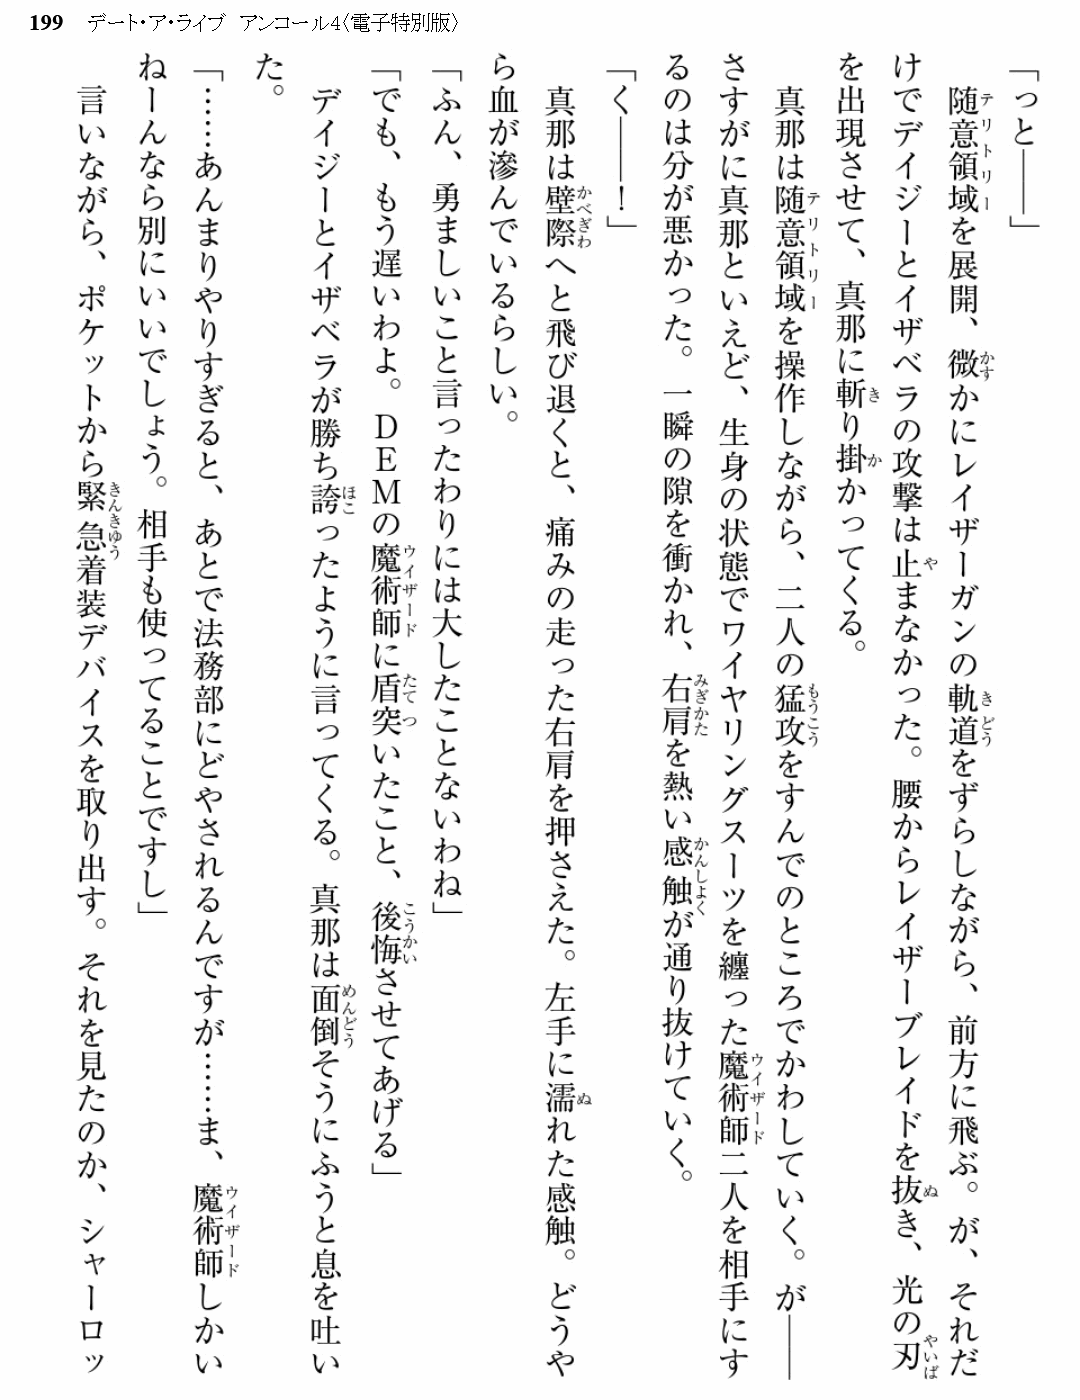 199 デート・ア・ライブ アンコール4〈電子特別版〉
「っと――」
　随意領域を展開、微かにレイザーガンの軌道をずらしながら、前方に飛ぶ。が、それだ
けでデイジーとイザベラの攻撃は止まなかった。腰からレイザーブレイドを抜き、光の刃
を出現させて、真那に斬り掛かってくる。
　真那は随意領域を操作しながら、二人の猛攻をすんでのところでかわしていく。が――
さすがに真那といえど、生身の状態でワイヤリングスーツを纏った魔術師二人を相手にす
るのは分が悪かった。一瞬の隙を衝かれ、右肩を熱い感触が通り抜けていく。
「く――！」
　真那は壁際へと飛び退くと、痛みの走った右肩を押さえた。左手に濡れた感触。どうや
ら血が滲んでいるらしい。
「ふん、勇ましいこと言ったわりには大したことないわね」
「でも、もう遅いわよ。ＤＥＭの魔術師に盾突いたこと、後悔させてあげる」
　デイジーとイザベラが勝ち誇ったように言ってくる。真那は面倒そうにふうと息を吐い
た。
「……あんまりやりすぎると、あとで法務部にどやされるんですが……ま、魔術師しかい
ねーんなら別にいいでしょう。相手も使ってることですし」
　言いながら、ポケットから緊急着装デバイスを取り出す。それを見たのか、シャーロッ